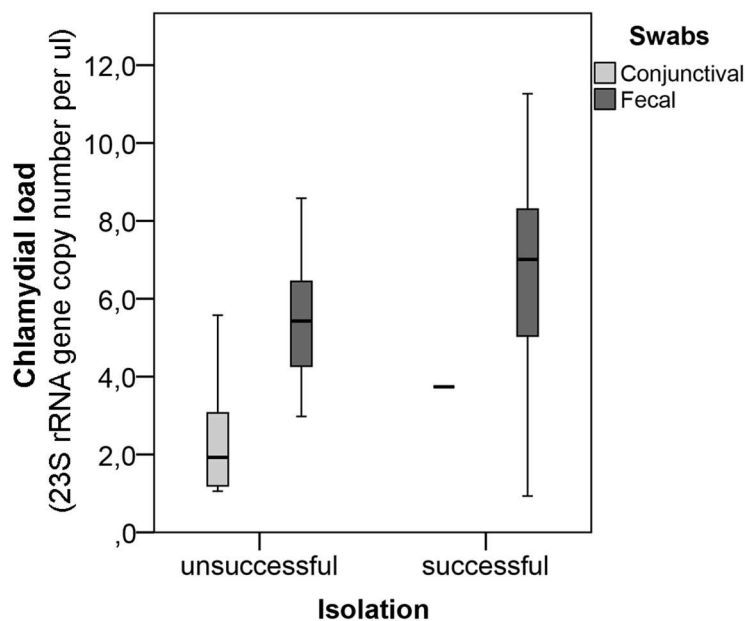 Swabs
Conjunctival
Fecal
Chlamydial load
(23S rRNA gene copy number per ul)
12,0
10,0
8,0
6,0
4,0
2,0
,0
unsuccessful
successful
Isolation